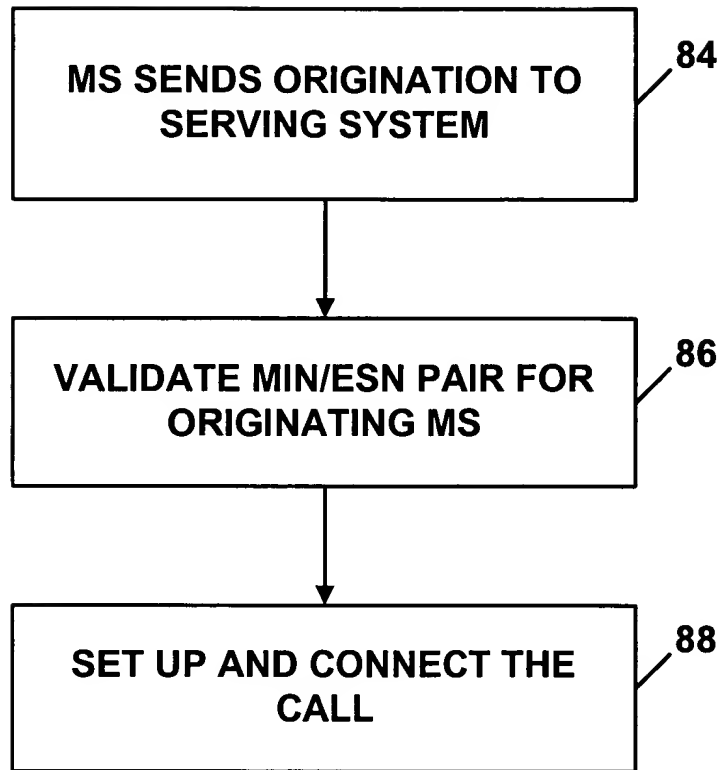 MS SENDS ORIGINATION TO
SERVING SYSTEM
84
VALIDATE MIN/ESN PAIR FOR
ORIGINATING MS
86
SET UP AND CONNECT THE
CALL
88